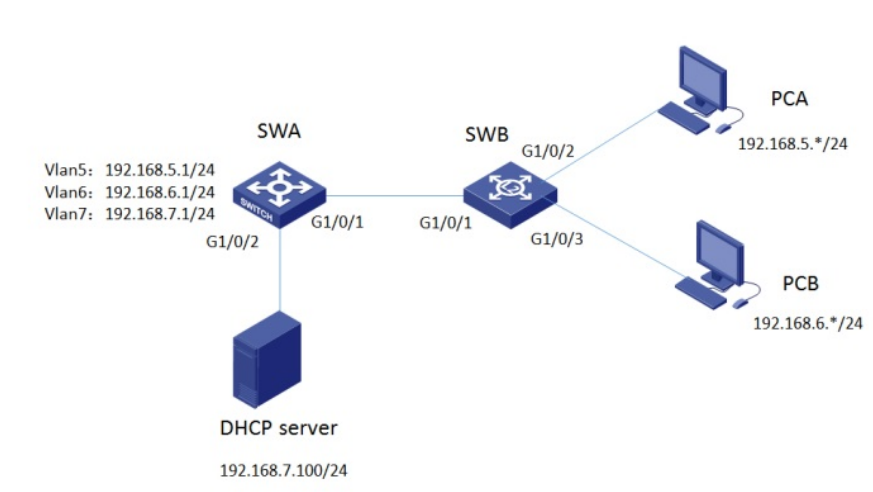 SWA
Vlan5：192.168.5.1/24
Vlan6：192.168.6.1/24
Vlan7：192.168.7.1/24
SWITCH
G1/0/1
G1/0/2
DHCP server
192.168.7.100/24
SWB
G1/0/1
G1/0/2
G1/0/3
PCA
192.168.5.*/24
PCB
192.168.6.*/24